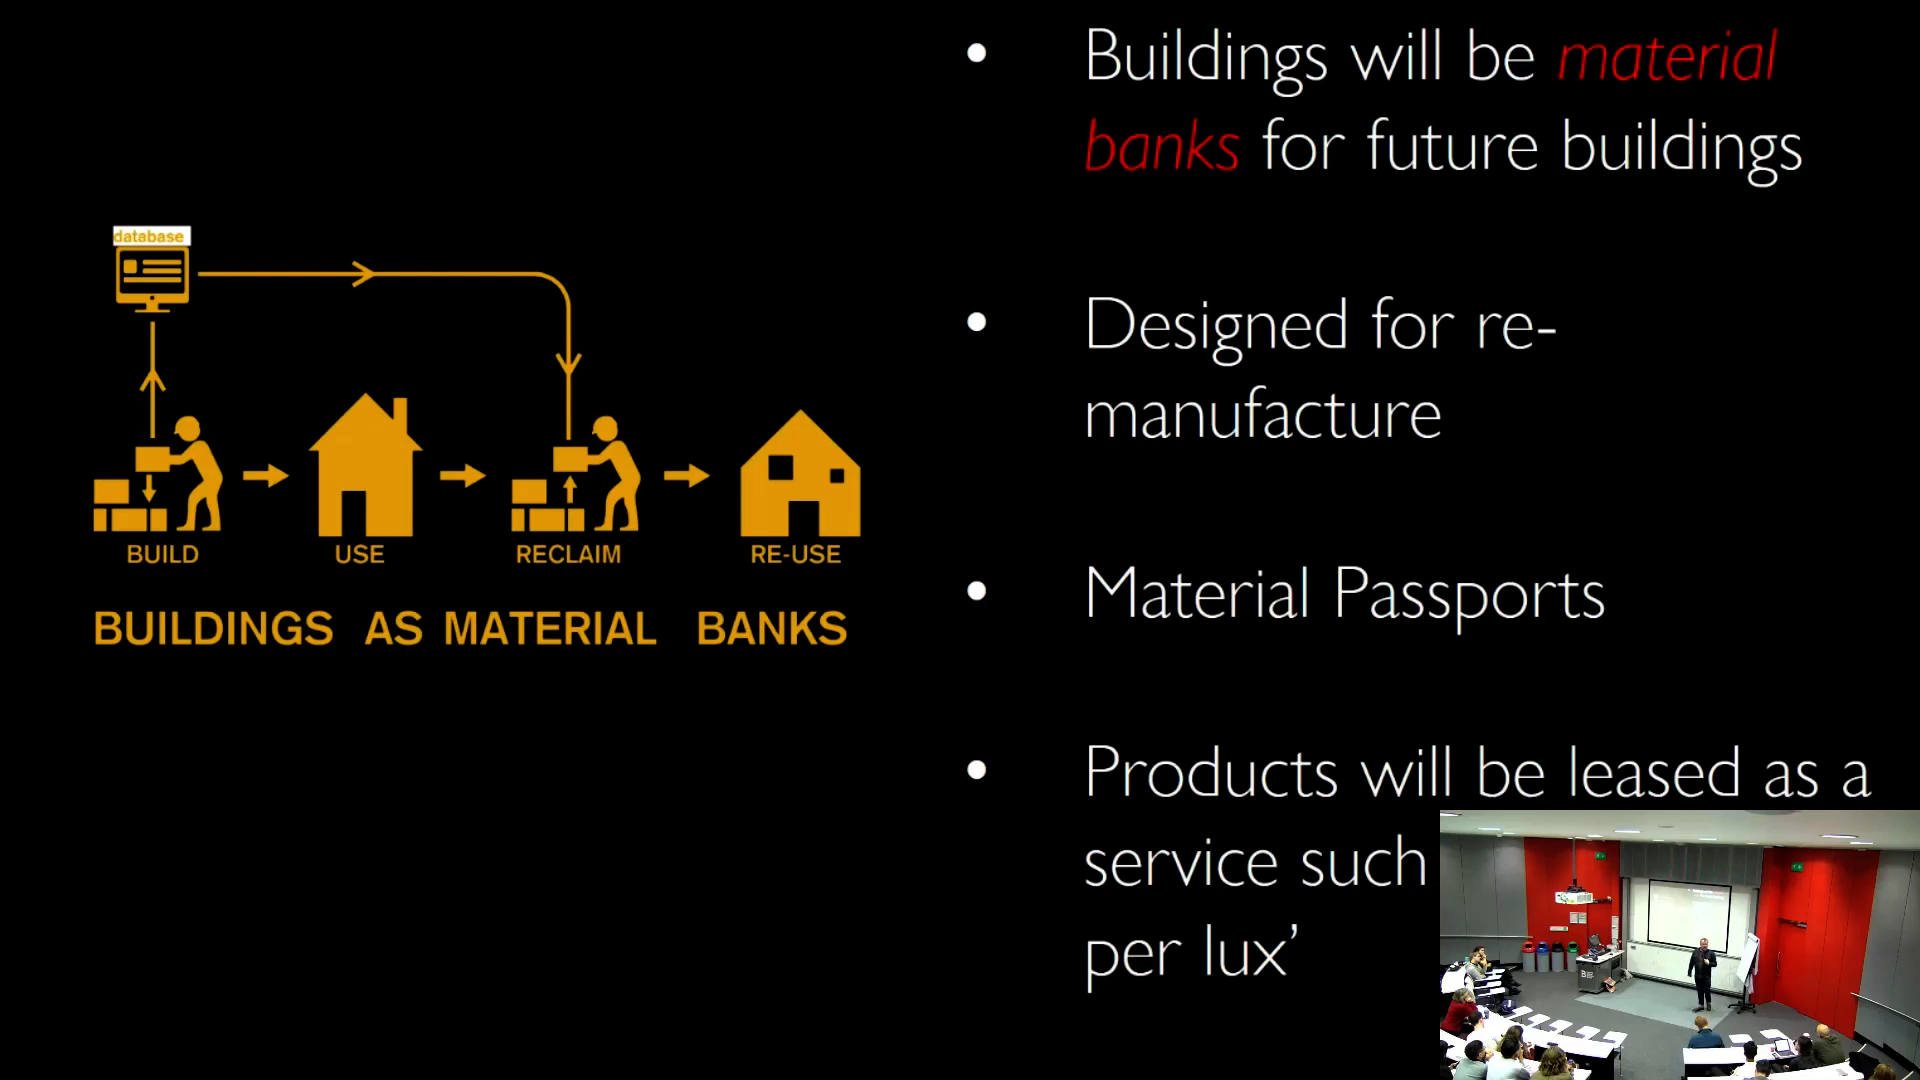 Buildings will be material
banks for future buildings
Designed for re-
manufacture
Material Passports
Products will be leased as a
service such
per lux’
database
BUILD
USE
RECLAIM
RE-USE
BUILDINGS AS MATERIAL BANKS